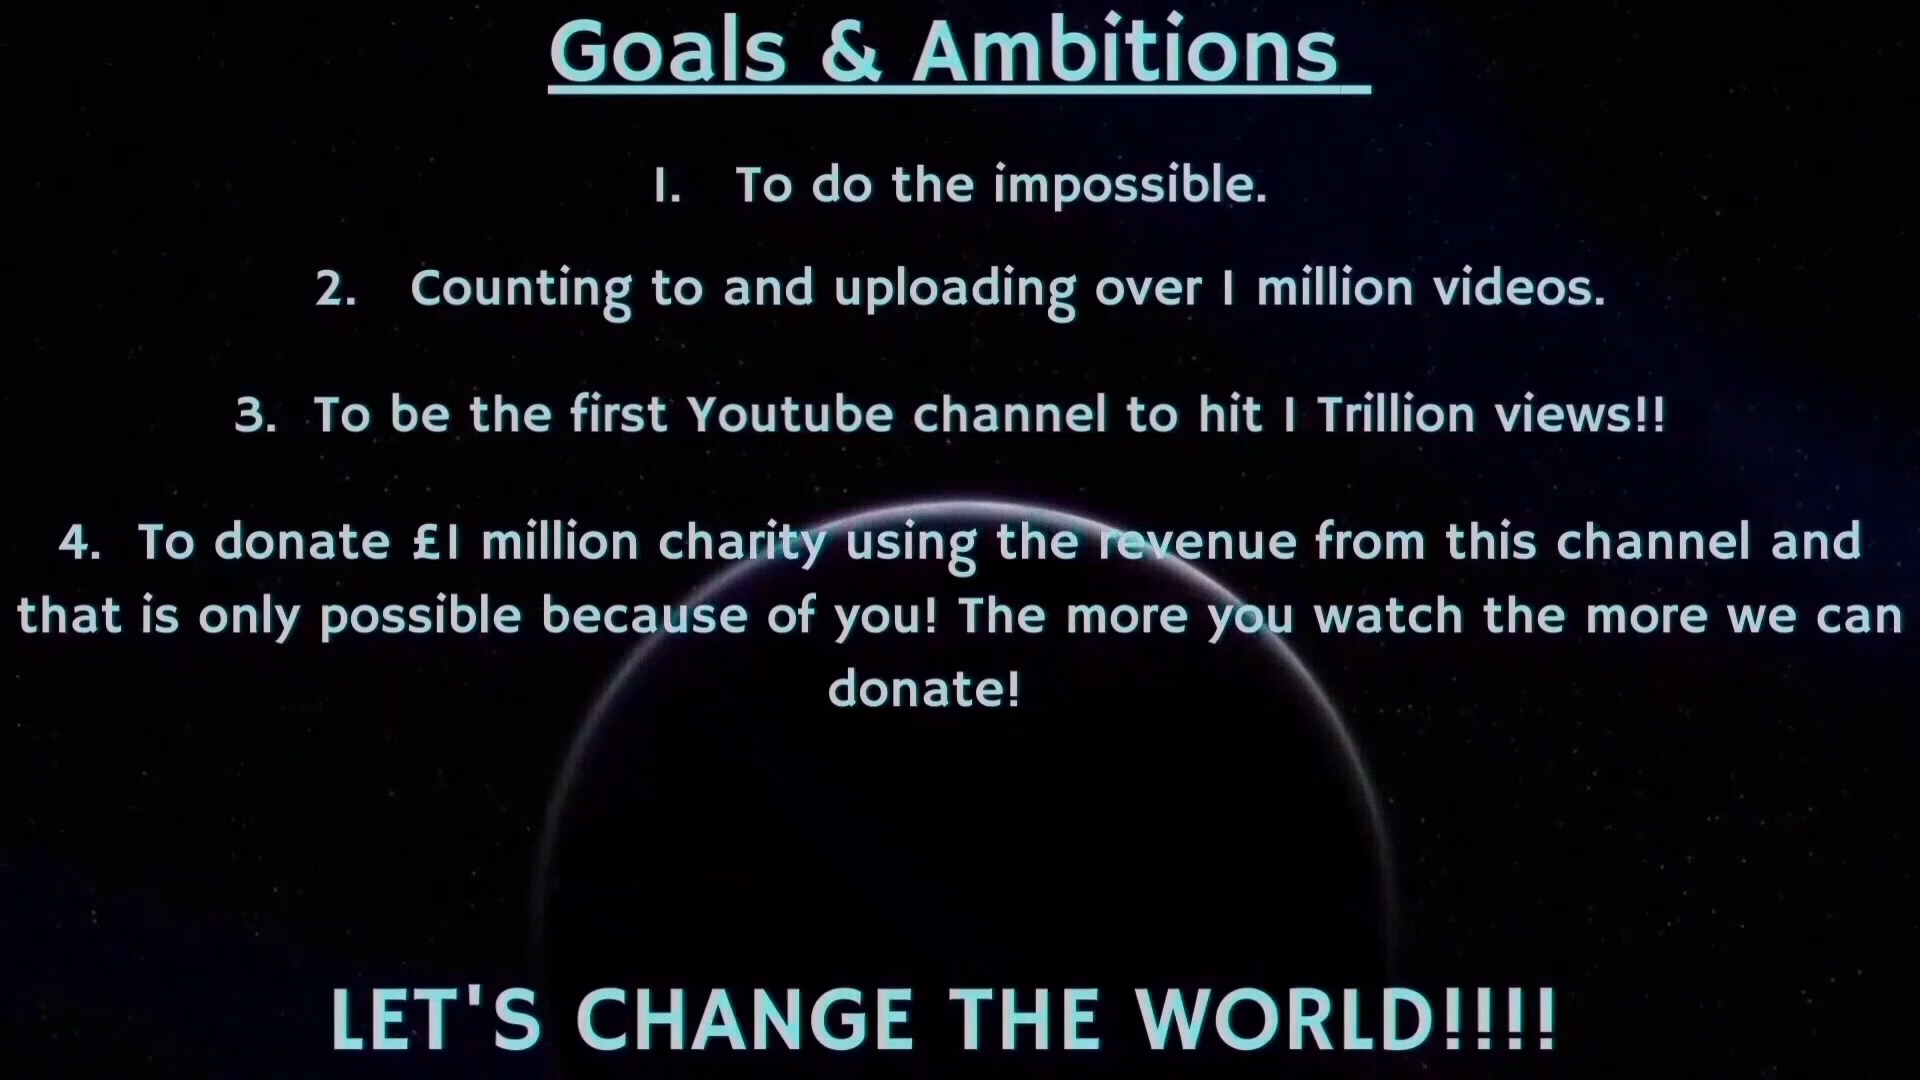 Goals & Ambitions
1. To do the impossible.
2. Counting to and uploading over 1 million videos.
3. To be the first Youtube channel to hit 1 Trillion views!!
4. To donate £1 million charity using the revenue from this channel and
that is only possible because of you! The more you watch the more we can
donate!
LET'S CHANGE THE WORLD!!!!